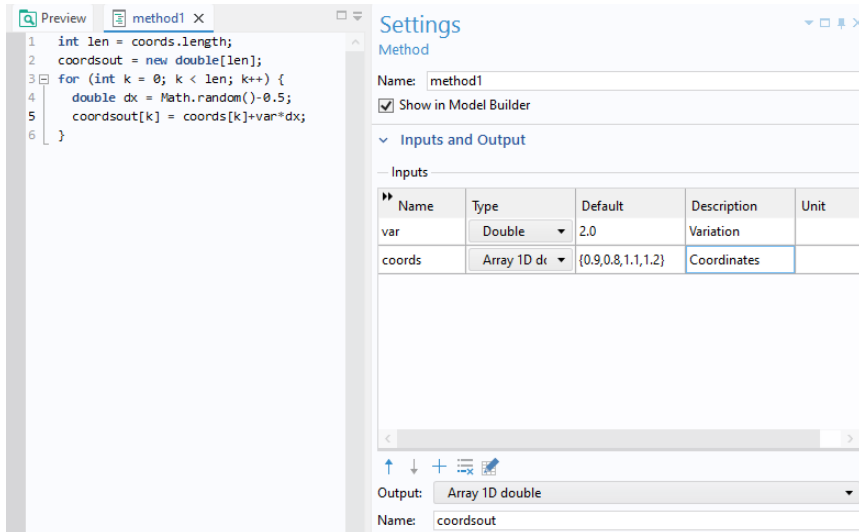 Preview
method1
1 int len = coords.length;
2 coordsout = new double[len];
3 for (int k = 0; k < len; k++) {
4 double dx = Math.random()-0.5;
5 coordsout[k] = coords[k]+var*dx;
6 }
Settings
Method
Name: method1
Show in Model Builder
Inputs and Output
Inputs
Name Type Default Description Unit
var Double 2.0 Variation
coords Array 1D dc {0.9,0.8,1.1,1.2} Coordinates
Output: Array 1D double
Name: coordsout